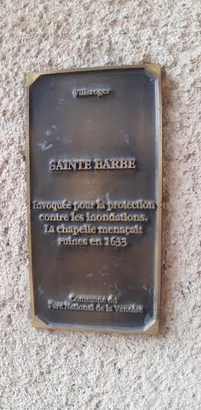 villaroger
SAINTE BARBE
Invoquée pour la protection
contre les inondations.
La chapelle menaçait
ruines en 1633
Commune du
Parc National de la Vanoise